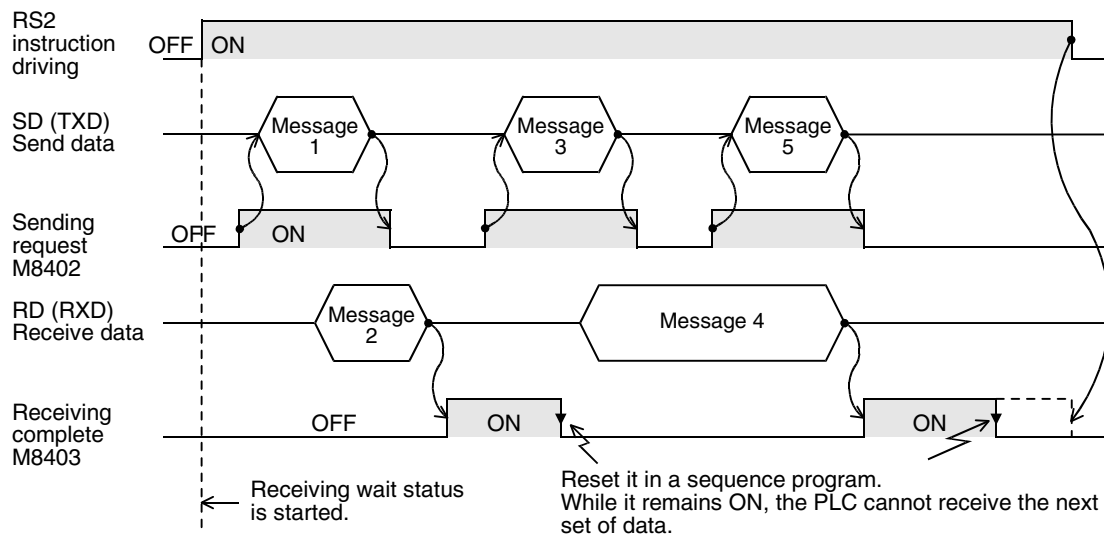 RS2
instruction
driving
OFF
ON
SD (TXD)
Send data
Message
1
Message
3
Message
5
Sending
request
M8402
OFF
ON
RD (RXD)
Receive data
Message
2
Message 4
Receiving
complete
M8403
OFF
ON
ON
Receiving wait status
is started.
Reset it in a sequence program.
While it remains ON, the PLC cannot receive the next
set of data.